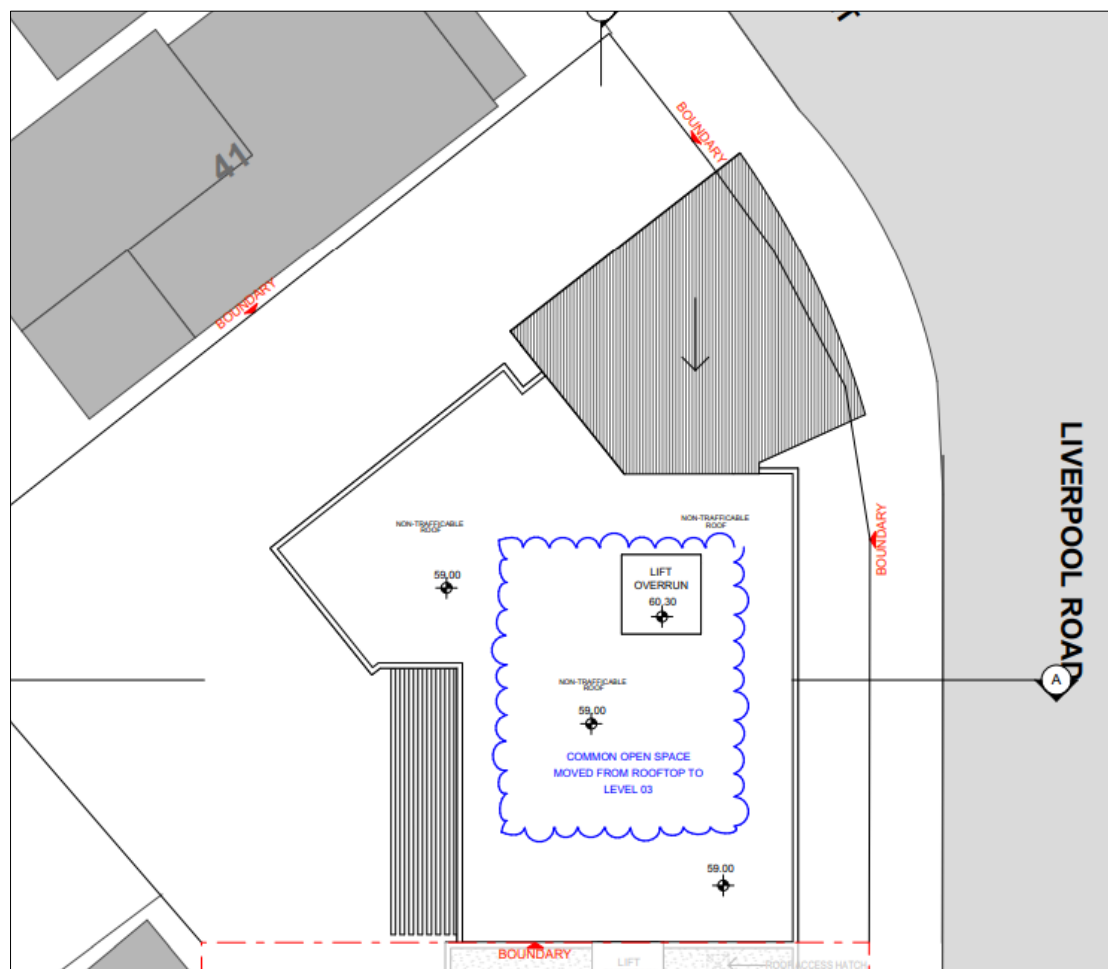 BOUNDARY
41
BOUNDARY
LIVERPOOL ROAD
NON-TRAFFICABLE
ROOF
NON-TRAFFICABLE
ROOF
BOUNDARY
LIFT
OVERRUN
60.30
59.00
A
NON-TRAFFICABLE
ROOF
59.00
COMMON OPEN SPACE
MOVED FROM ROOFTOP TO
LEVEL 03
59.00
BOUNDARY
LIFT
ROOF ACCESS HATCH